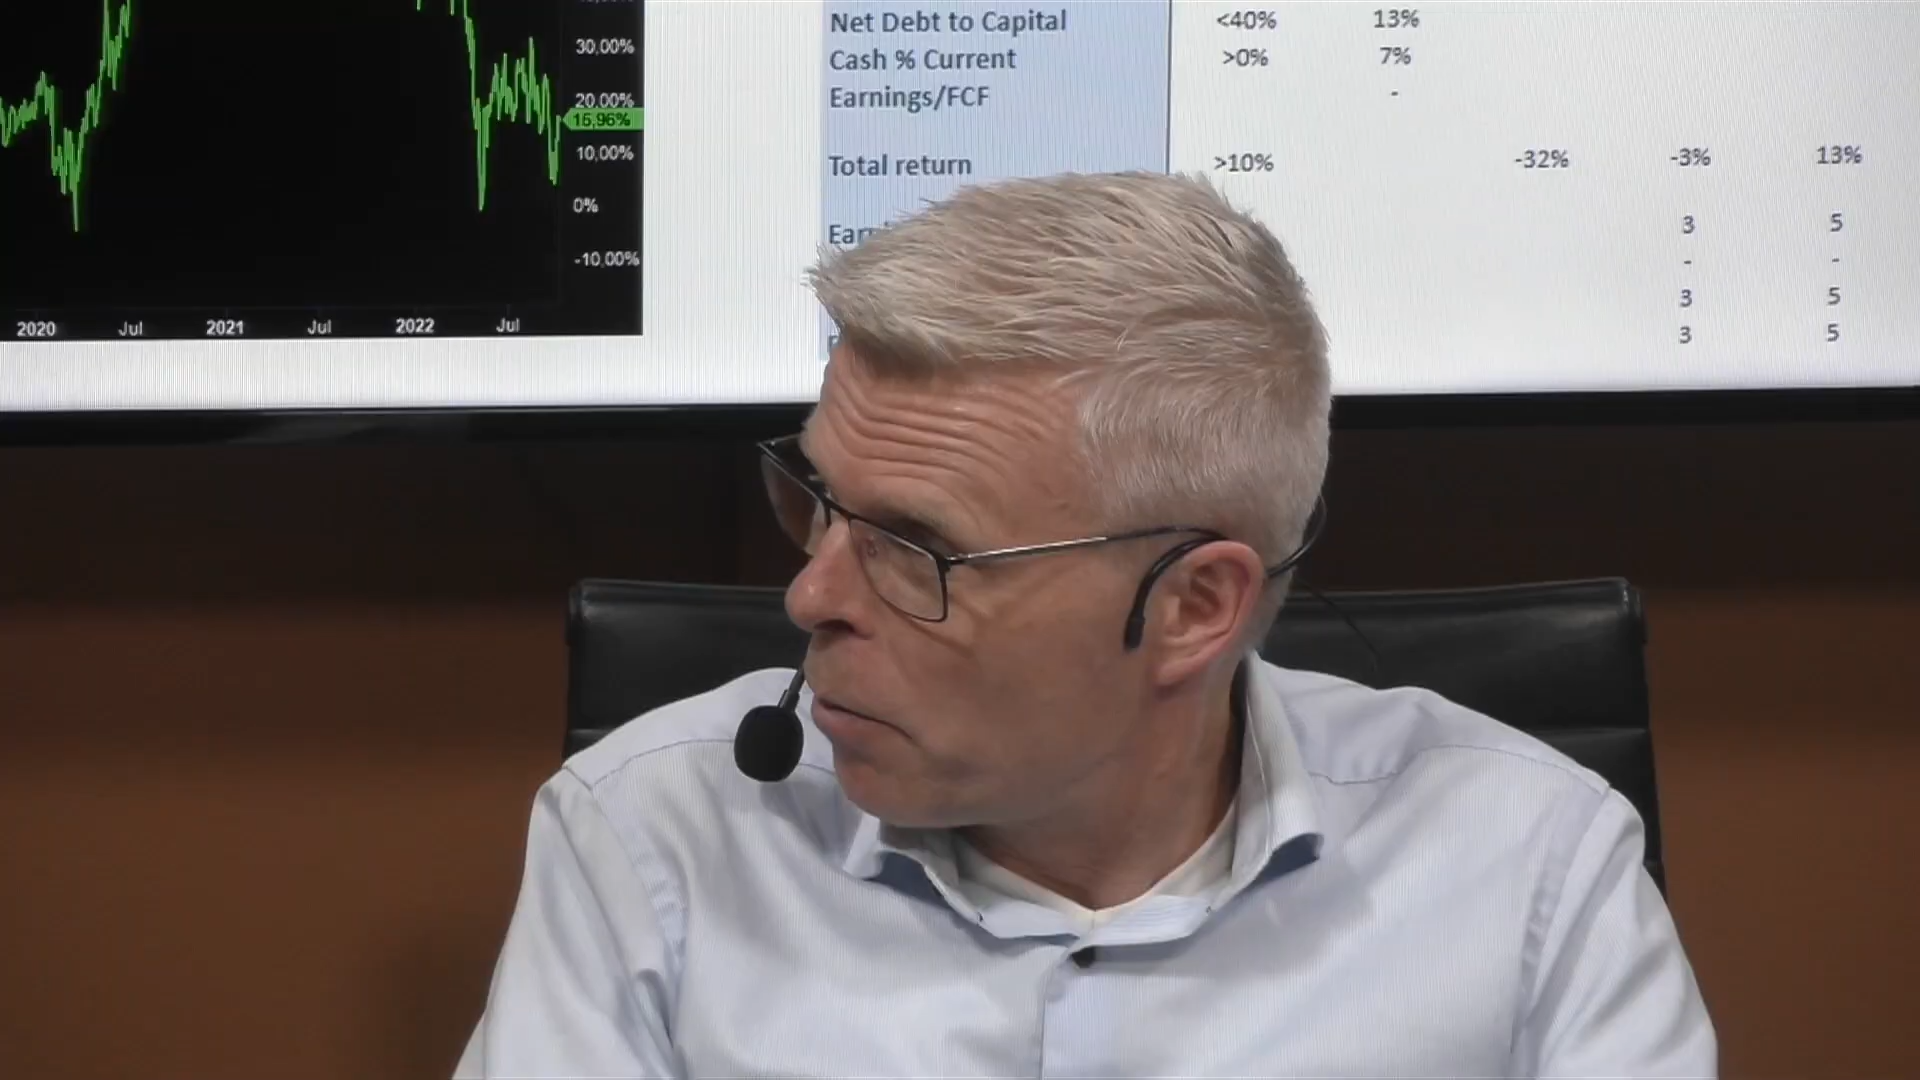 30,00%
20,00%
15,96%
10,00%
0%
-10,00%
2020 Jul 2021 Jul 2022 Jul
Net Debt to Capital <40% 13%
Cash % Current >0% 7%
Earnings/FCF -
Total return >10% -32% -3% 13%
3 5
- -
3 5
3 5